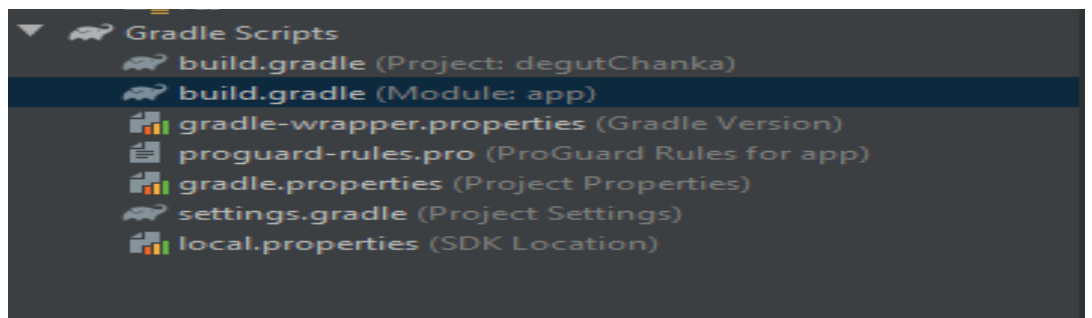 Gradle Scripts
build.gradle (Project: degutChanka)
build.gradle (Module: app)
gradle-wrapper.properties (Gradle Version)
proguard-rules.pro (ProGuard Rules for app)
gradle.properties (Project Properties)
settings.gradle (Project Settings)
local.properties (SDK Location)